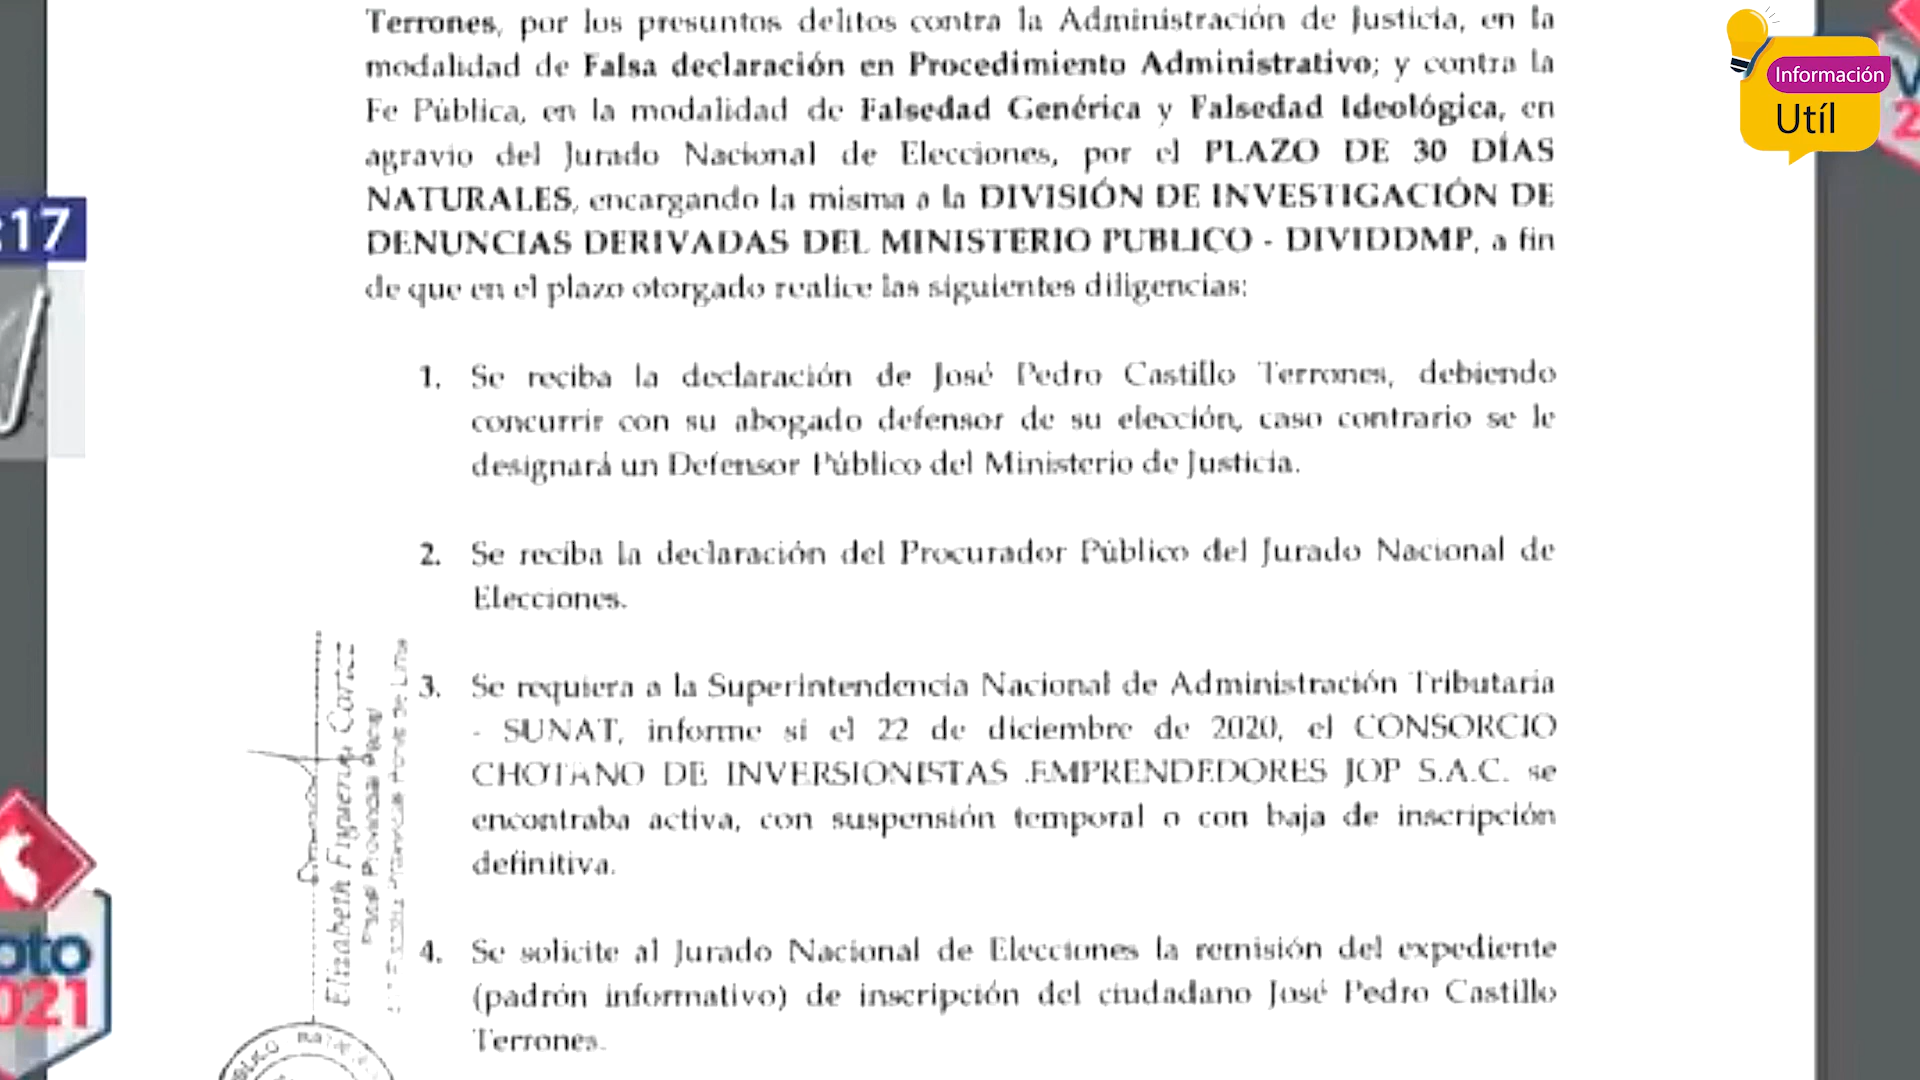 Terrones, por los presuntos delitos contra la Administración de Justicia, en la
modalidad de Falsa declaración en Procedimiento Administrativo; y contra la
Fe Pública, en la modalidad de Falsedad Genérica y Falsedad Ideológica, en
agravio del Jurado Nacional de Elecciones, por el PLAZO DE 30 DÍAS
NATURALES, encargando la misma a la DIVISIÓN DE INVESTIGACIÓN DE
DENUNCIAS DERIVADAS DEL MINISTERIO PUBLICO - DIVIDDMP, a fin
de que en el plazo otorgado realice las siguientes diligencias:
1. Se reciba la declaración de José Pedro Castillo Terrones, debiendo
concurrir con su abogado defensor de su elección, caso contrario se le
designará un Defensor Público del Ministerio de Justicia.
2. Se reciba la declaración del Procurador Público del Jurado Nacional de
Elecciones.
3. Se requiera a la Superintendencia Nacional de Administración Tributaria
- SUNAT, informe si el 22 de diciembre de 2020, el CONSORCIO
CHOTANO DE INVERSIONISTAS .EMPRENDEDORES JOP S.A.C. se
encontraba activa, con suspensión temporal o con baja de inscripción
definitiva.
4. Se solicite al Jurado Nacional de Elecciones la remisión del expediente
(padrón informativo) de inscripción del ciudadano José Pedro Castillo
Terrones.
Elizabeth Figueroa Cortez
Información
Utíl
:17
oto
021